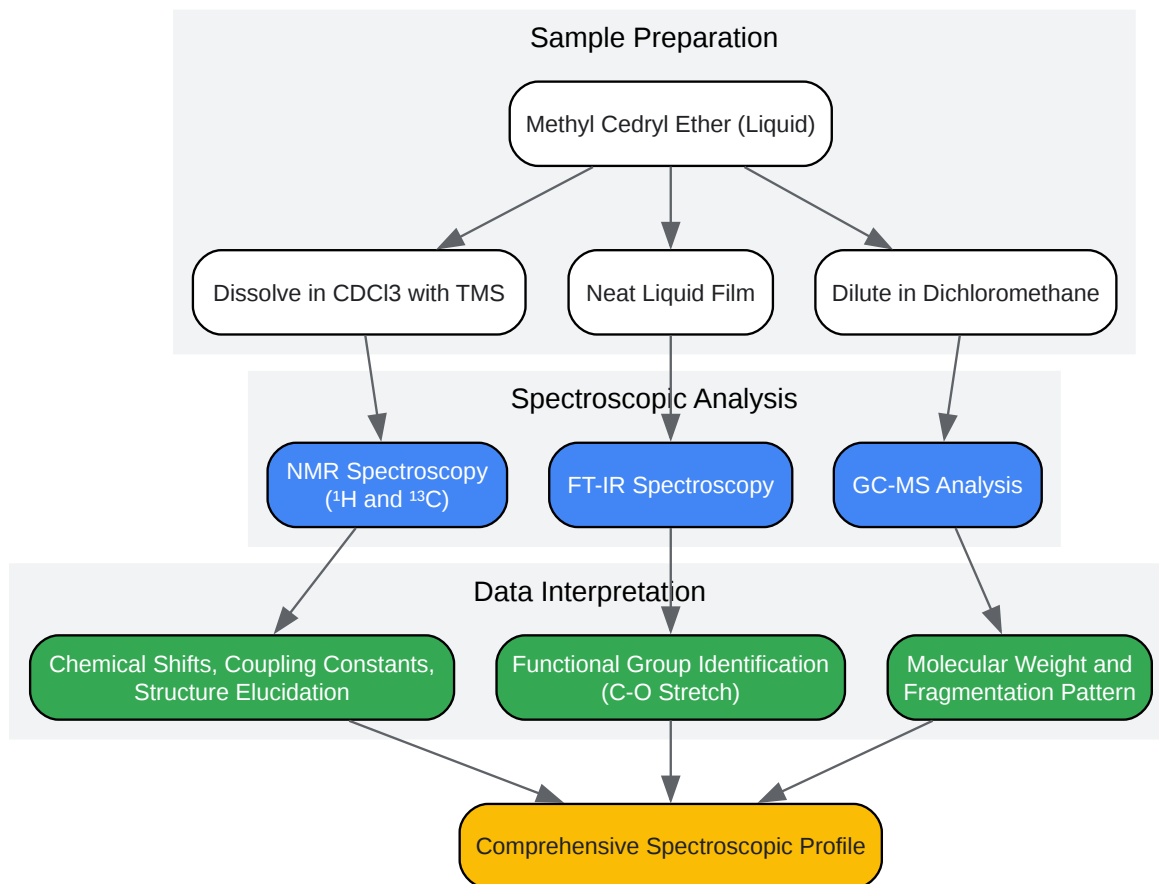 Sample Preparation
Methyl Cedryl Ether (Liquid)
Dissolve in CDCl3 with TMS
Neat Liquid Film
Dilute in Dichloromethane
Spectroscopic Analysis
NMR Spectroscopy
(¹H and ¹³C)
FT-IR Spectroscopy
GC-MS Analysis
Data Interpretation
Chemical Shifts, Coupling Constants,
Structure Elucidation
Functional Group Identification
(C-O Stretch)
Molecular Weight and
Fragmentation Pattern
Comprehensive Spectroscopic Profile